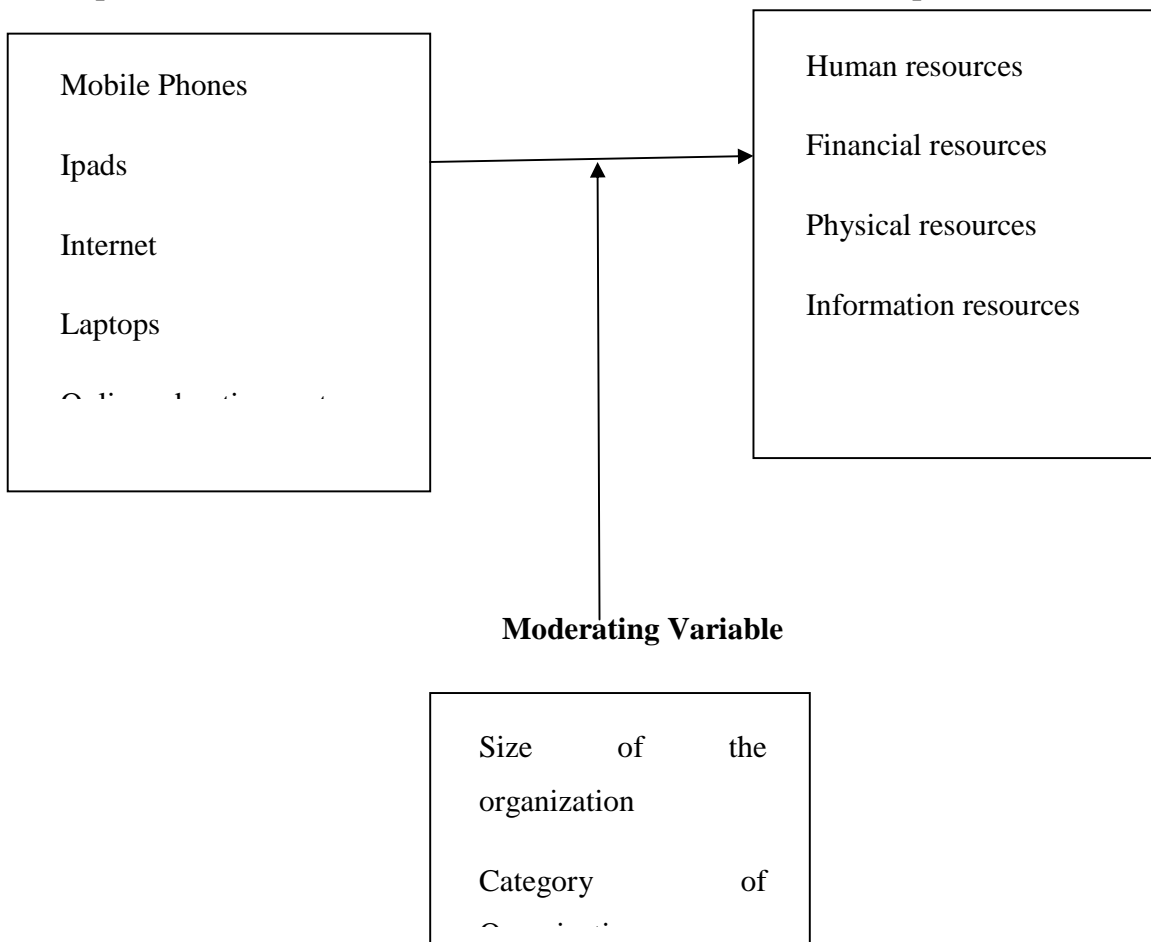 Mobile Phones
Ipads
Internet
Laptops
Human resources
Financial resources
Physical resources
Information resources
Moderating Variable
Size of the
organization
Category of